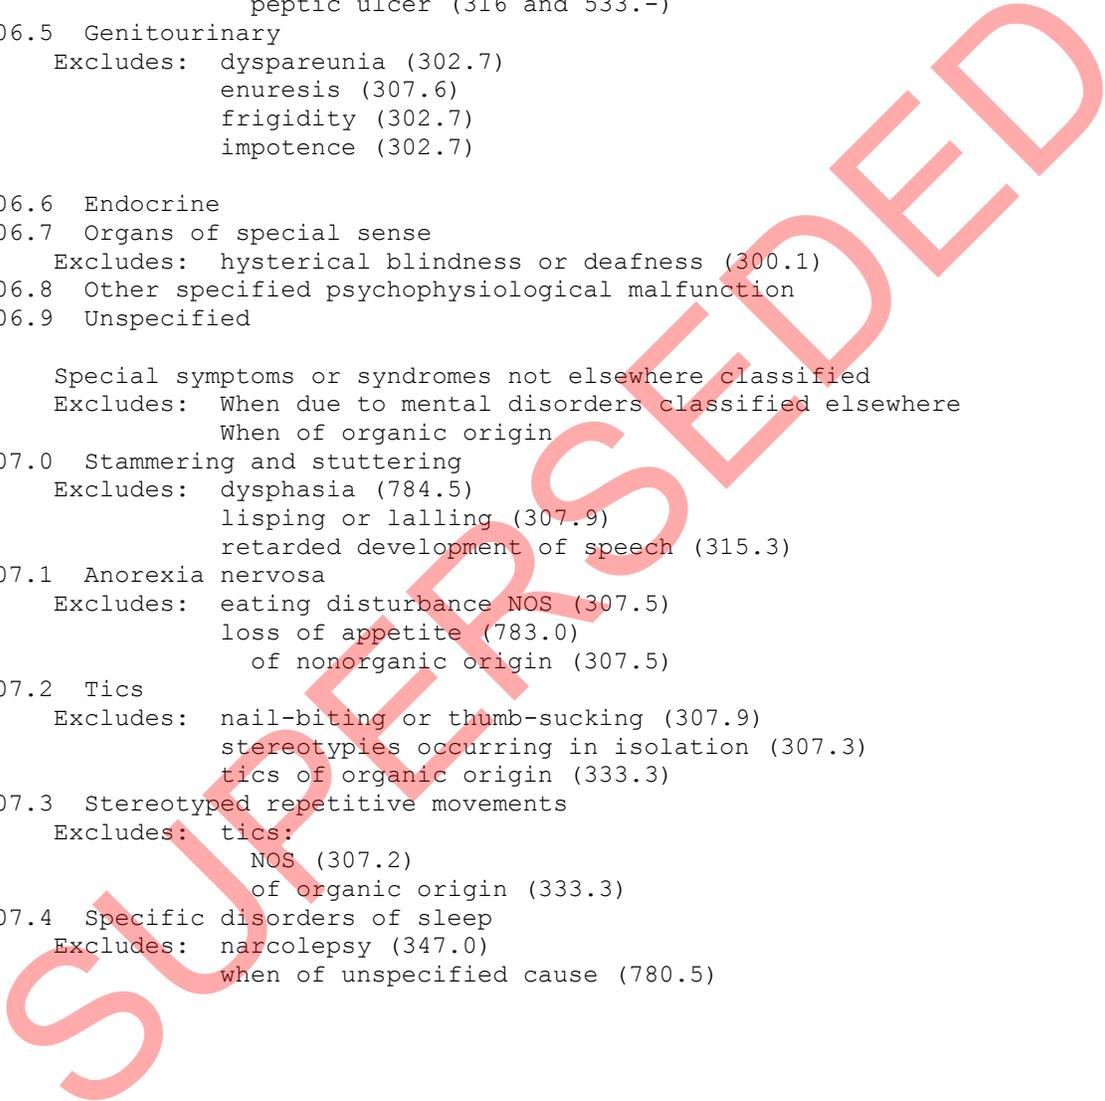 peptic ulcer (316 and 533.-)
06.5 Genitourinary
Excludes: dyspareunia (302.7)
enuresis (307.6)
frigidity (302.7)
impotence (302.7)
06.6 Endocrine
06.7 Organs of special sense
Excludes: hysterical blindness or deafness (300.1)
06.8 Other specified psychophysiological malfunction
06.9 Unspecified
Special symptoms or syndromes not elsewhere classified
Excludes: When due to mental disorders classified elsewhere
When of organic origin
07.0 Stammering and stuttering
Excludes: dysphasia (784.5)
lisping or lalling (307.9)
retarded development of speech (315.3)
07.1 Anorexia nervosa
Excludes: eating disturbance NOS (307.5)
loss of appetite (783.0)
of nonorganic origin (307.5)
07.2 Tics
Excludes: nail-biting or thumb-sucking (307.9)
stereotypies occurring in isolation (307.3)
tics of organic origin (333.3)
07.3 Stereotyped repetitive movements
Excludes: tics:
NOS (307.2)
of organic origin (333.3)
07.4 Specific disorders of sleep
Excludes: narcolepsy (347.0)
when of unspecified cause (780.5)
SUPERSEDED